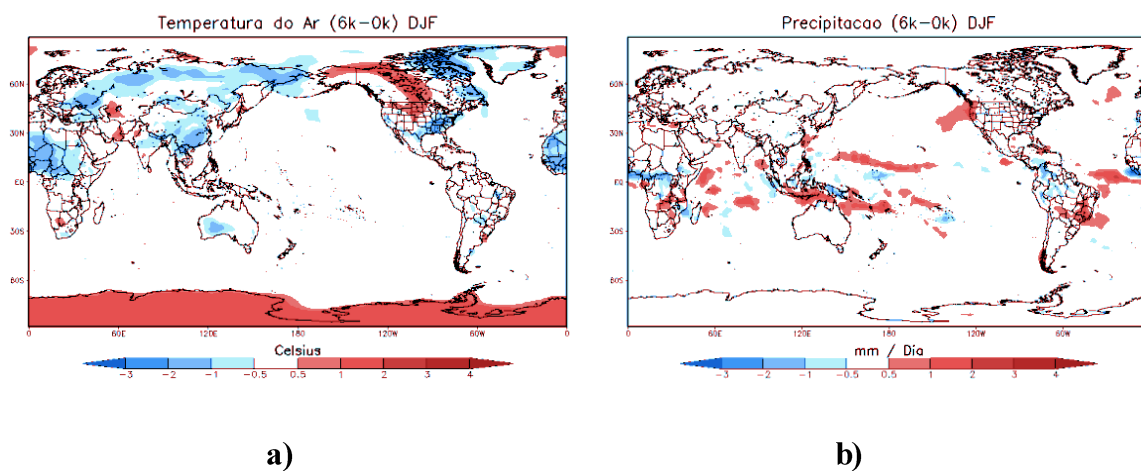 Temperatura do Ar (6k-0k) DJF
60N
30N
EQ
30S
60S
0 60E 120E 180 120W 60W 0
Celsius
-3 -2 -1 -0.5 0.5 1 2 3 4
a)
Precipitacao (6k-0k) DJF
60N
30N
EQ
30S
60S
0 60E 120E 180 120W 60W
mm / Dia
-3 -2 -1 -0.5 0.5 1 2 3 4
b)